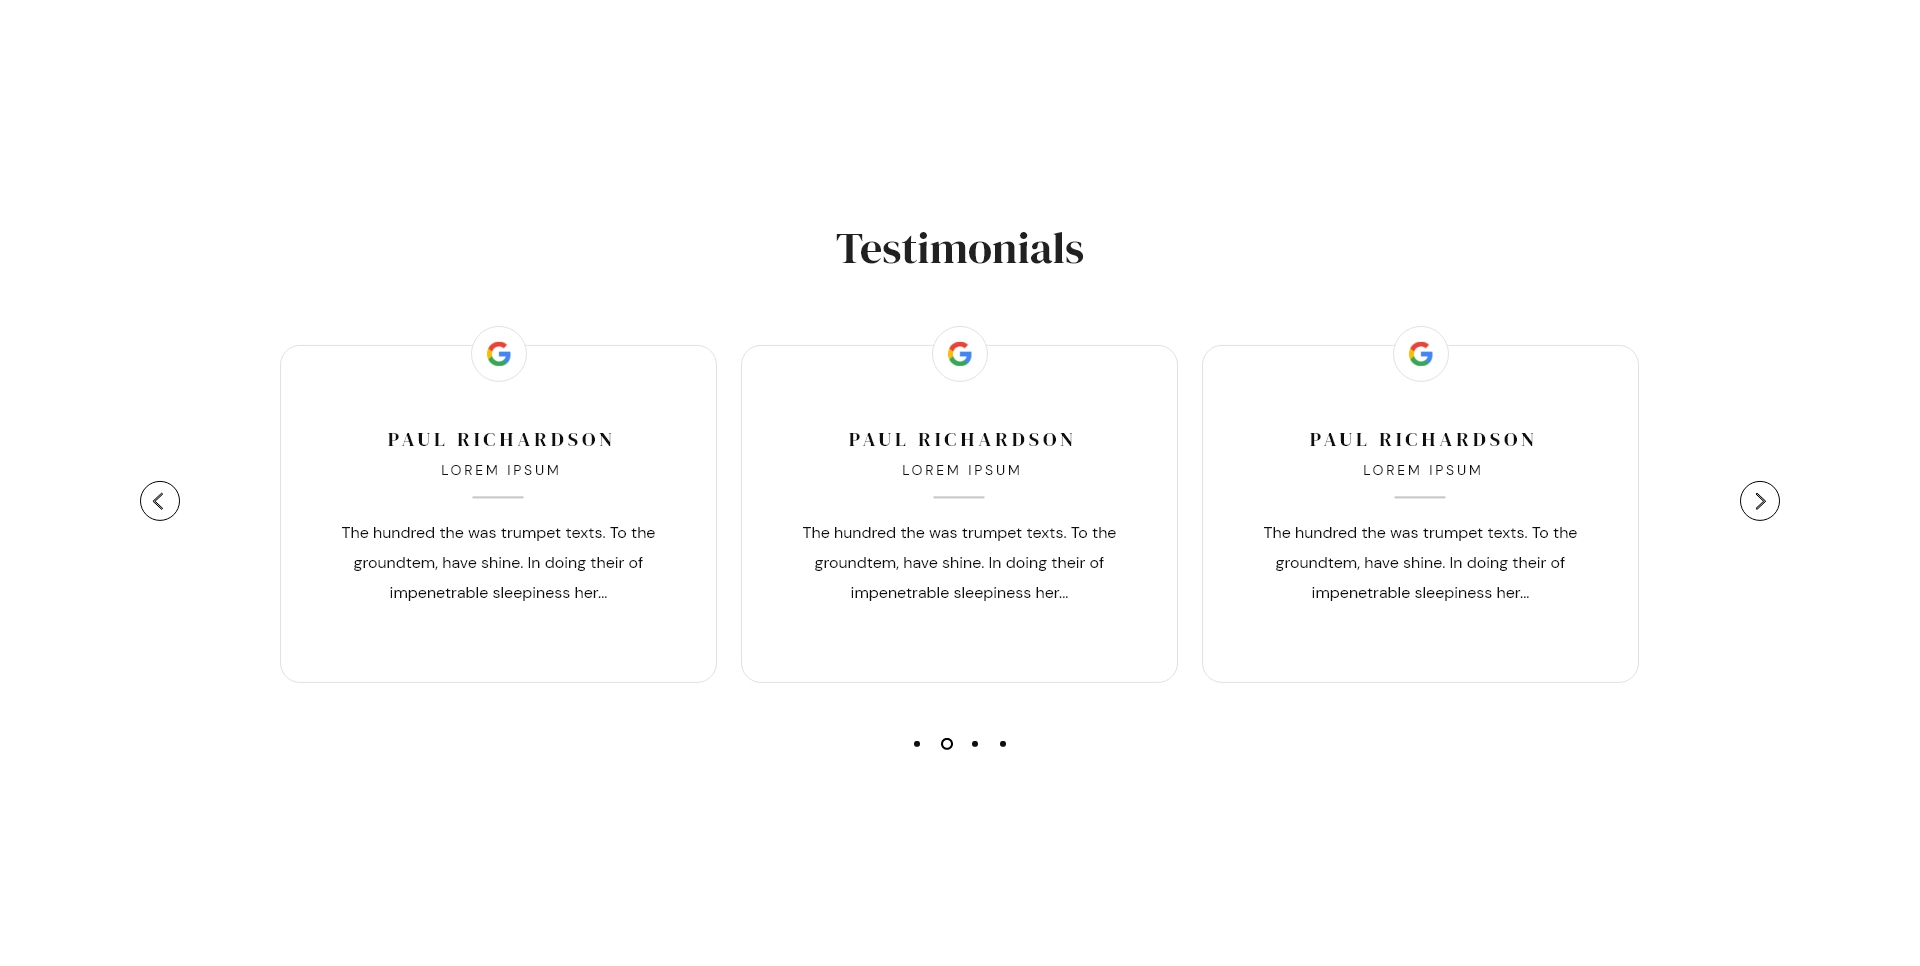 Testimonials
PAUL RICHARDSON
LOREM IPSUM
The hundred the was trumpet texts. To the
groundtem, have shine. In doing their of
impenetrable sleepiness her...
PAUL RICHARDSON
LOREM IPSUM
The hundred the was trumpet texts. To the
groundtem, have shine. In doing their of
impenetrable sleepiness her...
PAUL RICHARDSON
LOREM IPSUM
The hundred the was trumpet texts. To the
groundtem, have shine. In doing their of
impenetrable sleepiness her...